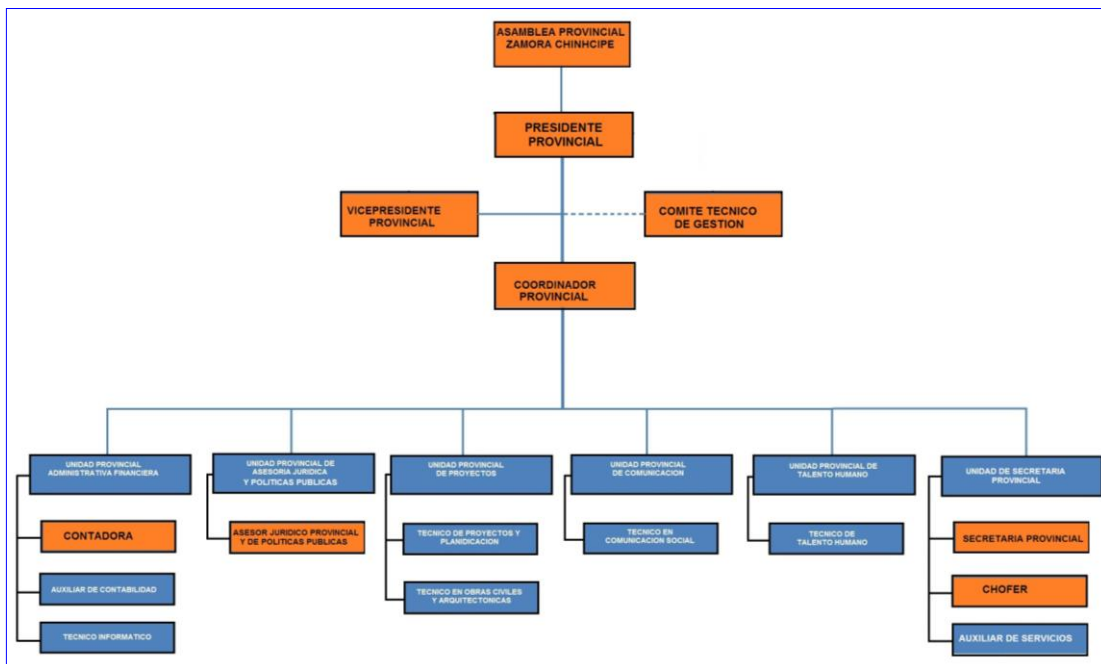 ASAMBLEA PROVINCIAL
ZAMORA CHINHCIPE
PRESIDENTE
PROVINCIAL
VICEPRESIDENTE
PROVINCIAL
COMITE TECNICO
DE GESTION
COORDINADOR
PROVINCIAL
UNIDAD PROVINCIAL
ADMINISTRATIVA FINANCIERA
CONTADORA
AUXILIAR DE CONTABILIDAD
TECNICO INFORMATICO
UNIDAD PROVINCIAL DE
ASESORIA JURIDICA
Y POLITICAS PUBLICAS
ASESOR JURIDICO PROVINCIAL
Y DE POLITICAS PUBLICAS
UNIDAD PROVINCIAL
DE PROYECTOS
TECNICO DE PROYECTOS Y
PLANIDICACION
TECNICO EN OBRAS CIVILES
Y ARQUITECTONICAS
UNIDAD PROVINCIAL
DE COMUNICACION
TECNICO EN
COMUNICACION SOCIAL
UNIDAD PROVINCIAL DE
TALENTO HUMANO
TECNICO DE
TALENTO HUMANO
UNIDAD DE SECRETARIA
PROVINCIAL
SECRETARIA PROVINCIAL
CHOFER
AUXILIAR DE SERVICIOS